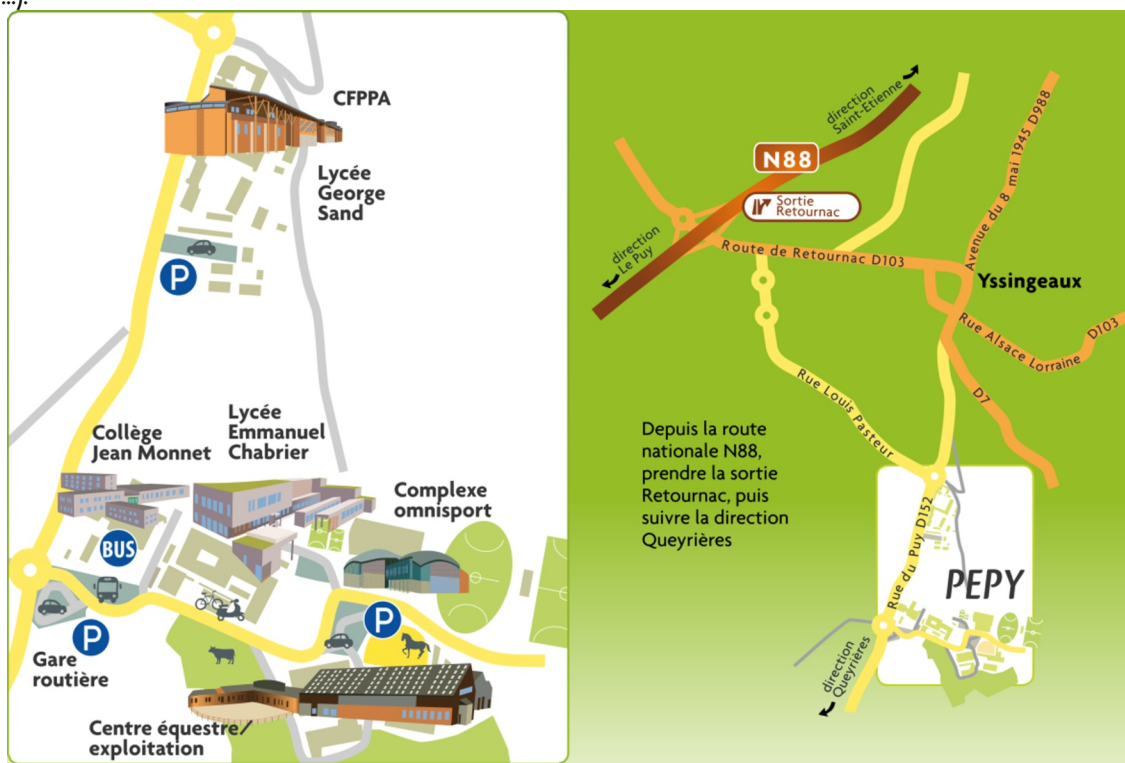 ...).
CFPPA
Lycée
George
Sand
P
Collège
Jean Monnet
Lycée
Emmanuel
Chabrier
Complexe
omnisport
BUS
P
P
Gare
routière
Centre équestre/
exploitation
direction
Saint-Etienne
N88
Sortie
Retournac
direction
Le Puy
Route de Retournac D103
Avenue du 8 mai 1945 D988
Yssingeaux
Rue Alsace Lorraine
D103
D7
Rue Louis Pasteur
Depuis la route
nationale N88,
prendre la sortie
Retournac, puis
suivre la direction
Queyrières
Rue du Puy D152
PEPY
direction
Queyrières